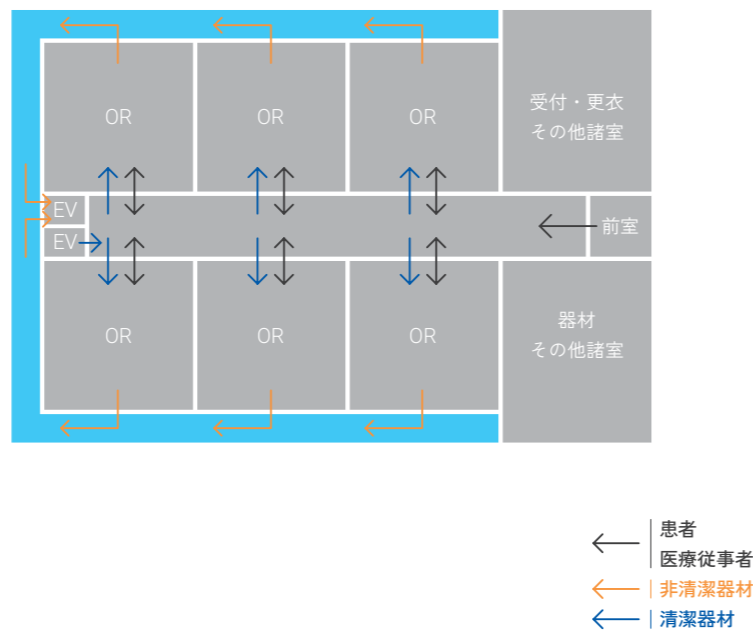 OR
OR
OR
受付・更衣
その他諸室
EV
EV
前室
OR
OR
OR
器材
その他諸室
患者
医療従事者
非清潔器材
清潔器材